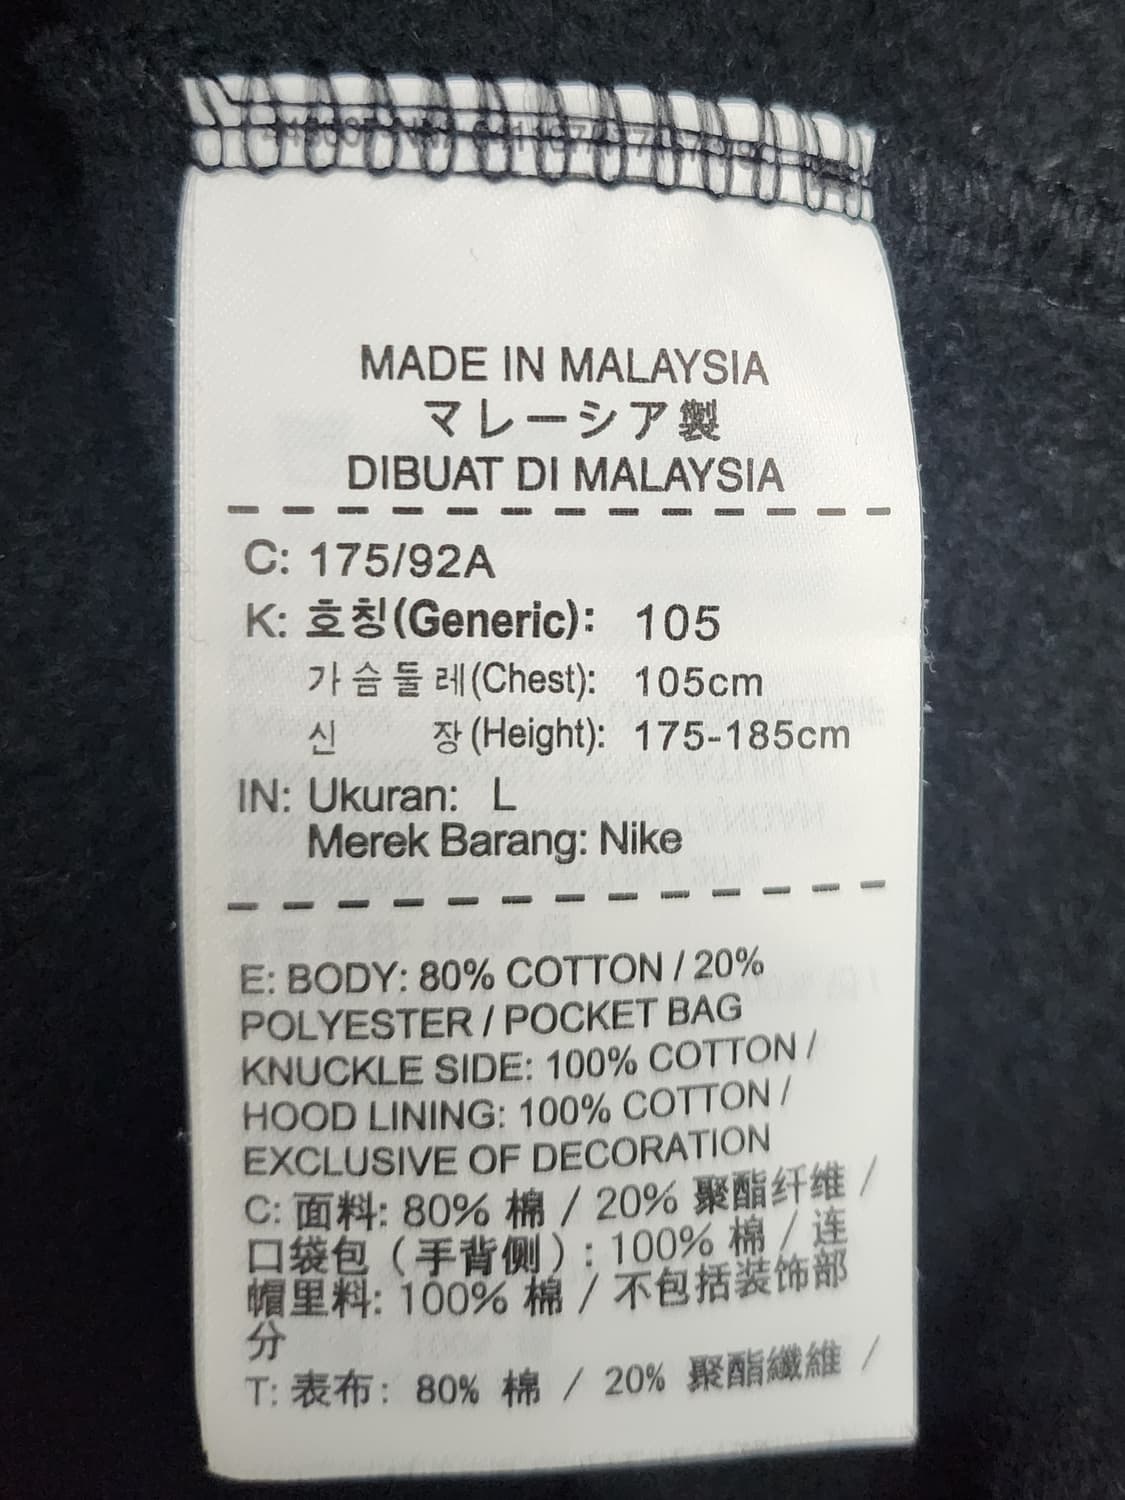 MADE IN MALAYSIA
マレーシア製
DIBUAT DI MALAYSIA
C: 175/92A
K: 호칭(Generic): 105
가슴둘레(Chest): 105cm
신 장(Height): 175-185cm
IN: Ukuran: L
Merek Barang: Nike
E: BODY: 80% COTTON / 20%
POLYESTER / POCKET BAG
KNUCKLE SIDE: 100% COTTON /
HOOD LINING: 100% COTTON /
EXCLUSIVE OF DECORATION
C: 面料: 80% 棉 / 20% 聚酯纤维 /
口袋包（手背侧）: 100% 棉 / 连
帽里料: 100% 棉 / 不包括装饰部
分
T: 表布: 80% 棉 / 20% 聚酯纖維 /